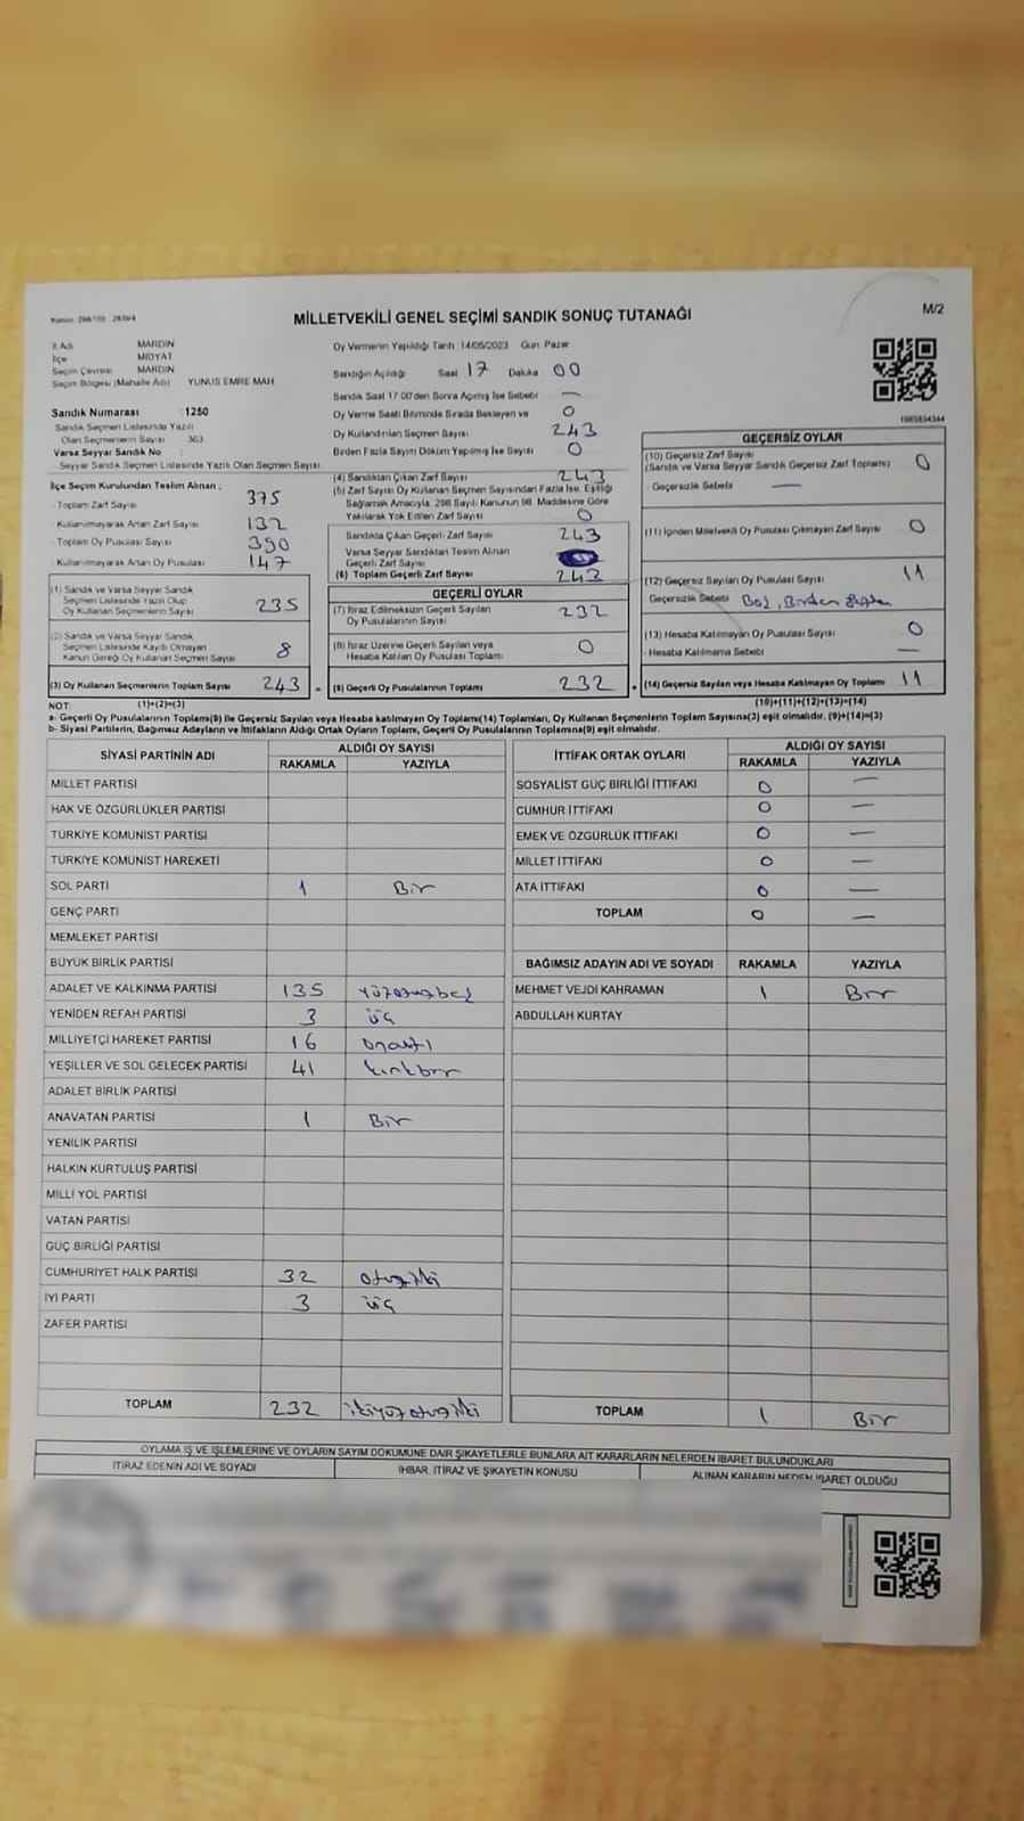 MİLLETVEKİLİ GENEL SEÇİMİ SANDIK SONUÇ TUTANAĞI
M/2
İl Adı MARDİN
İlçe MİDYAT
Seçim Çevresi MARDİN
Seçim Bölgesi (Mahalle Adı) YUNUS EMRE MAH
Sandık Numarası 1250
Sandık Seçmen Listesinde Yazılı
Olan Seçmenlerin Sayısı 363
Varsa Seyyar Sandık No
Seyyar Sandık Seçmen Listesinde Yazılı Olan Seçmen Sayısı
İlçe Seçim Kurulundan Teslim Alınan
Toplam Zarf Sayısı 375
Kullanılmayarak Artan Zarf Sayısı 132
Toplam Oy Pusulası Sayısı 390
Kullanılmayarak Artan Oy Pusulası 147
(1) Sandık ve Varsa Seyyar Sandık
Seçmen Listesinde Yazılı Olup
Oy Kullanan Seçmenlerin Sayısı 235
(2) Sandık ve Varsa Seyyar Sandık
Seçmen Listesinde Kayıtlı Olmayan
Kanun Gereği Oy Kullanan Seçmen Sayısı 8
(3) Oy Kullanan Seçmenlerin Toplam Sayısı 243
(1)+(2)=(3)
Oy Vermenin Yapıldığı Tarih : 14/05/2023 Gün Pazar
Sandığın Açıldığı Saat 17 Dakika 00
Sandık Saat 17.00'den Sonra Açılmış İse Sebebi —
Oy Verme Saati Bitiminde Sırada Bekleyen ve 0
Oy Kullandırılan Seçmen Sayısı 243
Birden Fazla Sayım Döküm Yapılmış İse Sayısı 0
(4) Sandıktan Çıkan Zarf Sayısı 243
(5) Zarf Sayısı Oy Kullanan Seçmen Sayısından Fazla İse, Eşitliği
Sağlamak Amacıyla, 298 Sayılı Kanunun 98. Maddesine Göre
Yakılarak Yok Edilen Zarf Sayısı 0
Sandıkta Çıkan Geçerli Zarf Sayısı 243
Varsa Seyyar Sandıktan Teslim Alınan
Geçerli Zarf Sayısı
(6) Toplam Geçerli Zarf Sayısı 243
GEÇERLİ OYLAR
(7) İtiraz Edilmeksizin Geçerli Sayılan
Oy Pusulalarının Sayısı 232
(8) İtiraz Üzerine Geçerli Sayılan veya
Hesaba Katılan Oy Pusulası Toplamı 0
(9) Geçerli Oy Pusulalarının Toplamı 232
GEÇERSİZ OYLAR
(10) Geçersiz Zarf Sayısı
(Sandık ve Varsa Seyyar Sandık Geçersiz Zarf Toplamı) 0
Geçersizlik Sebebi —
(11) İçinden Milletvekili Oy Pusulası Çıkmayan Zarf Sayısı 0
(12) Geçersiz Sayılan Oy Pusulası Sayısı 11
Geçersizlik Sebebi Boş, Birden
(13) Hesaba Katılmayan Oy Pusulası Sayısı 0
Hesaba Katılmama Sebebi —
(14) Geçersiz Sayılan veya Hesaba Katılmayan Oy Toplamı 11
(10)+(11)+(12)+(13)=(14)
NOT:
a- Geçerli Oy Pusulalarının Toplamı(9) ile Geçersiz Sayılan veya Hesaba katılmayan Oy Toplamı(14) Toplamları, Oy Kullanan Seçmenlerin Toplam Sayısına(3) eşit olmalıdır. (9)+(14)=(3)
b- Siyasi Partilerin, Bağımsız Adayların ve İttifakların Aldığı Ortak Oyların Toplamı, Geçerli Oy Pusulalarının Toplamına(9) eşit olmalıdır.
SİYASİ PARTİNİN ADI ALDIĞI OY SAYISI
RAKAMLA YAZIYLA
MİLLET PARTİSİ
HAK VE ÖZGÜRLÜKLER PARTİSİ
TÜRKİYE KOMÜNİST PARTİSİ
TÜRKİYE KOMÜNİST HAREKETİ
SOL PARTİ 1 Bir
GENÇ PARTİ
MEMLEKET PARTİSİ
BÜYÜK BİRLİK PARTİSİ
ADALET VE KALKINMA PARTİSİ 135 yüzotuzbeş
YENİDEN REFAH PARTİSİ 3 üç
MİLLİYETÇİ HAREKET PARTİSİ 16 onaltı
YEŞİLLER VE SOL GELECEK PARTİSİ 41 kırkbir
ADALET BİRLİK PARTİSİ
ANAVATAN PARTİSİ 1 Bir
YENİLİK PARTİSİ
HALKIN KURTULUŞ PARTİSİ
MİLLİ YOL PARTİSİ
VATAN PARTİSİ
GÜÇ BİRLİĞİ PARTİSİ
CUMHURİYET HALK PARTİSİ 32 otuziki
İYİ PARTİ 3 üç
ZAFER PARTİSİ
TOPLAM 232 ikiyüzotuziki
İTTİFAK ORTAK OYLARI ALDIĞI OY SAYISI
RAKAMLA YAZIYLA
SOSYALİST GÜÇ BİRLİĞİ İTTİFAKI 0 —
CUMHUR İTTİFAKI 0 —
EMEK VE ÖZGÜRLÜK İTTİFAKI 0 —
MİLLET İTTİFAKI 0 —
ATA İTTİFAKI 0 —
TOPLAM 0 —
BAĞIMSIZ ADAYIN ADI VE SOYADI RAKAMLA YAZIYLA
MEHMET VEJDİ KAHRAMAN 1 Bir
ABDULLAH KURTAY
TOPLAM 1 Bir
OYLAMA İŞ VE İŞLEMLERİNE VE OYLARIN SAYIM DÖKÜMÜNE DAİR ŞİKAYETLERLE BUNLARA AİT KARARLARIN NELERDEN İBARET BULUNDUKLARI
İTİRAZ EDENİN ADI VE SOYADI İHBAR, İTİRAZ VE ŞİKAYETİN KONUSU ALINAN KARARIN NEDEN İBARET OLDUĞU